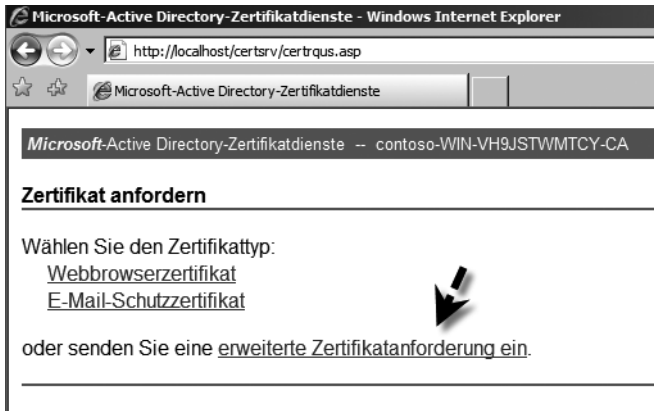 Microsoft-Active Directory-Zertifikatdienste - Windows Internet Explorer
http://localhost/certsrv/certrqus.asp
Microsoft-Active Directory-Zertifikatdienste
Microsoft-Active Directory-Zertifikatdienste -- contoso-WIN-VH9JSTWMTCY-CA
Zertifikat anfordern
Wählen Sie den Zertifikattyp:
Webbrowserzertifikat
E-Mail-Schutzzertifikat
oder senden Sie eine erweiterte Zertifikatanforderung ein.